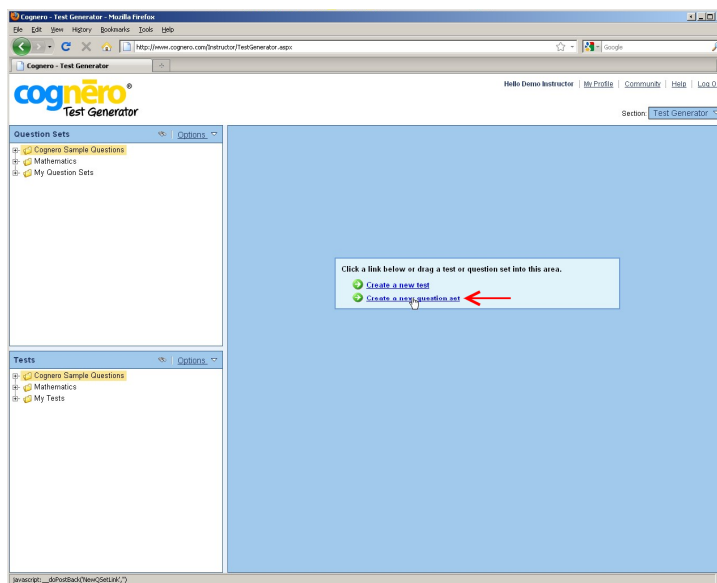 Cognero - Test Generator - Mozilla Firefox
File Edit View History Bookmarks Tools Help
http://www.cognero.com/Instructor/TestGenerator.aspx
Google
Cognero - Test Generator
cognēro®
Test Generator
Hello Demo Instructor | My Profile | Community | Help | Log O
Section: Test Generator
Question Sets | Options
Cognero Sample Questions
Mathematics
My Question Sets
Click a link below or drag a test or question set into this area.
Create a new test
Create a new question set
Tests | Options
Cognero Sample Questions
Mathematics
My Tests
javascript:__doPostBack('NewQSetLink','')